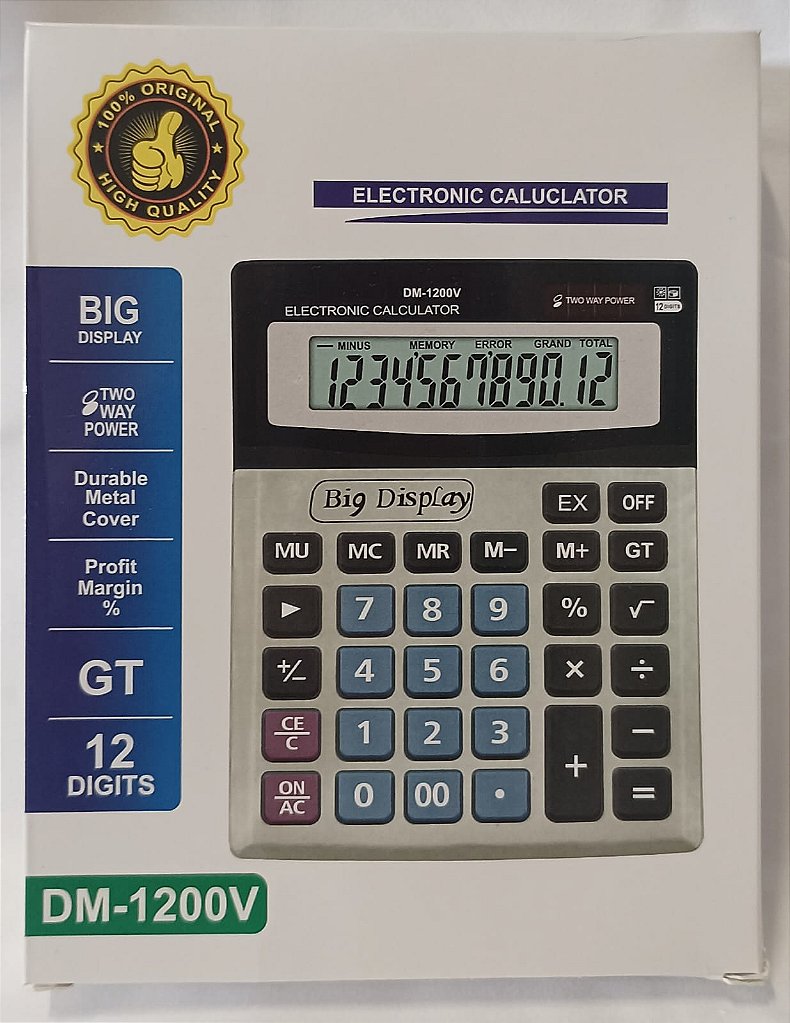 100% ORIGINAL
HIGH QUALITY
ELECTRONIC CALUCLATOR
BIG
DISPLAY
TWO
WAY
POWER
Durable
Metal
Cover
Profit
Margin
%
GT
12
DIGITS
DM-1200V
ELECTRONIC CALCULATOR
TWO WAY POWER
12 DIGITS
— MINUS MEMORY ERROR GRAND TOTAL
1234'567'890.12
Big Display
EX OFF
MU MC MR M− M+ GT
▶ 7 8 9 % √
+/− 4 5 6 × ÷
CE/C 1 2 3 + −
ON/AC 0 00 · =
DM-1200V